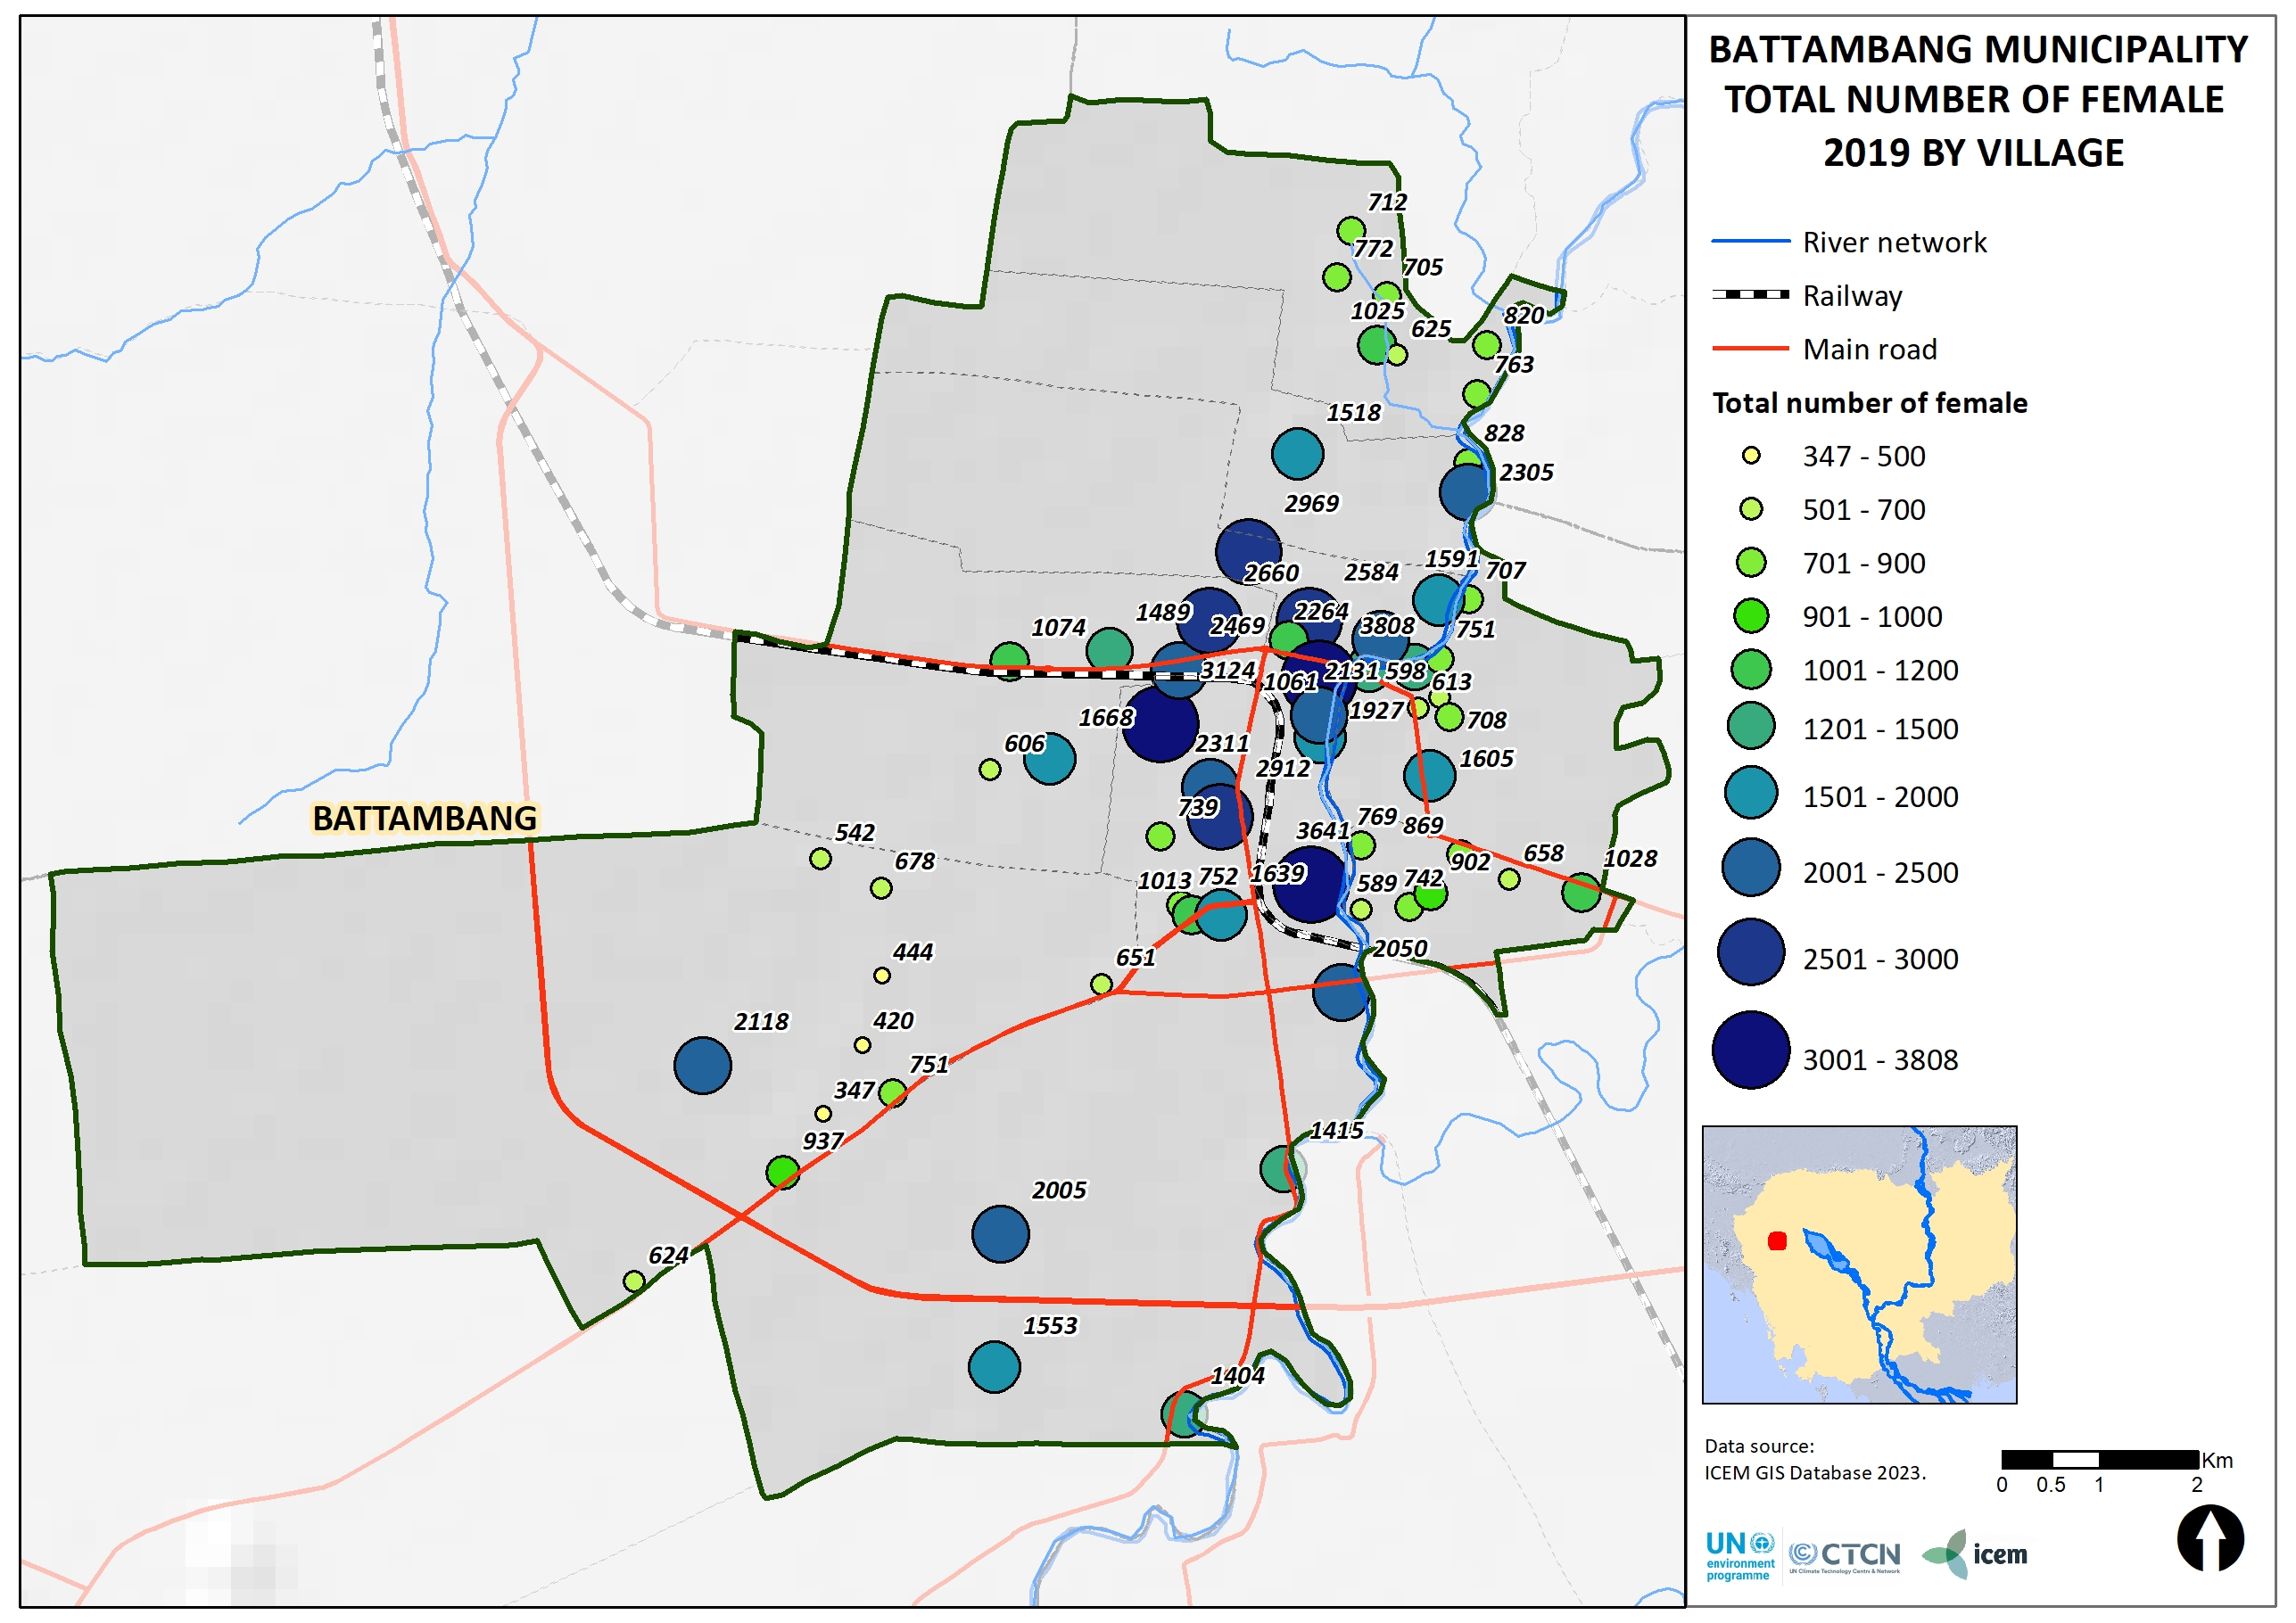 BATTAMBANG MUNICIPALITY
TOTAL NUMBER OF FEMALE
2019 BY VILLAGE
River network
Railway
Main road
Total number of female
347 - 500
501 - 700
701 - 900
901 - 1000
1001 - 1200
1201 - 1500
1501 - 2000
2001 - 2500
2501 - 3000
3001 - 3808
712
772
705
1025
625
820
763
1518
828
2305
2969
1591
707
2660
2584
1489
2264
1074
2469
3808
751
3124
1061
2131
598
613
1668
1927
708
606
2311
1605
2912
739
769
542
3641
869
678
902
658
1028
1013
752
1639
589
742
444
651
2050
420
2118
751
347
937
1415
2005
624
1553
1404
BATTAMBANG
Data source:
ICEM GIS Database 2023.
Km
0 0.5 1 2
UN
environment
programme
CTCN
UN Climate Technology Centre & Network
icem